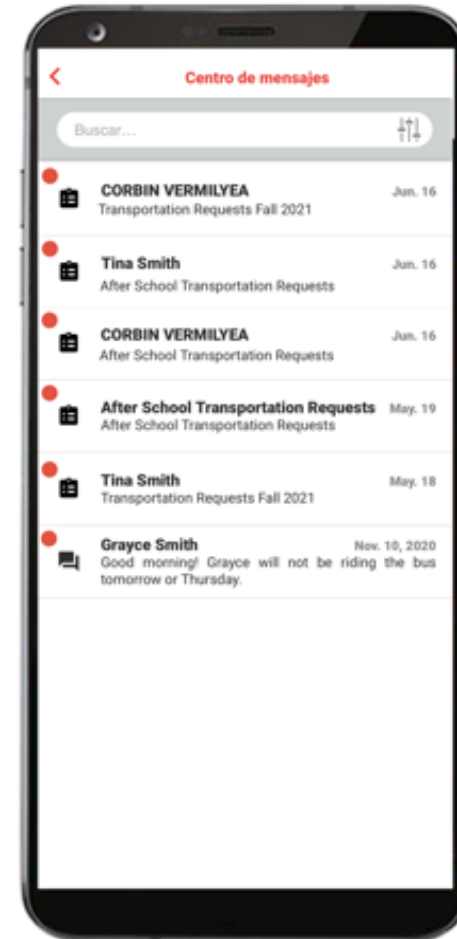 Centro de mensajes
Buscar...
CORBIN VERMILYEA Jun. 16
Transportation Requests Fall 2021
Tina Smith Jun. 16
After School Transportation Requests
CORBIN VERMILYEA Jun. 16
After School Transportation Requests
After School Transportation Requests May. 19
After School Transportation Requests
Tina Smith May. 18
Transportation Requests Fall 2021
Grayce Smith Nov. 10, 2020
Good morning! Grayce will not be riding the bus
tomorrow or Thursday.